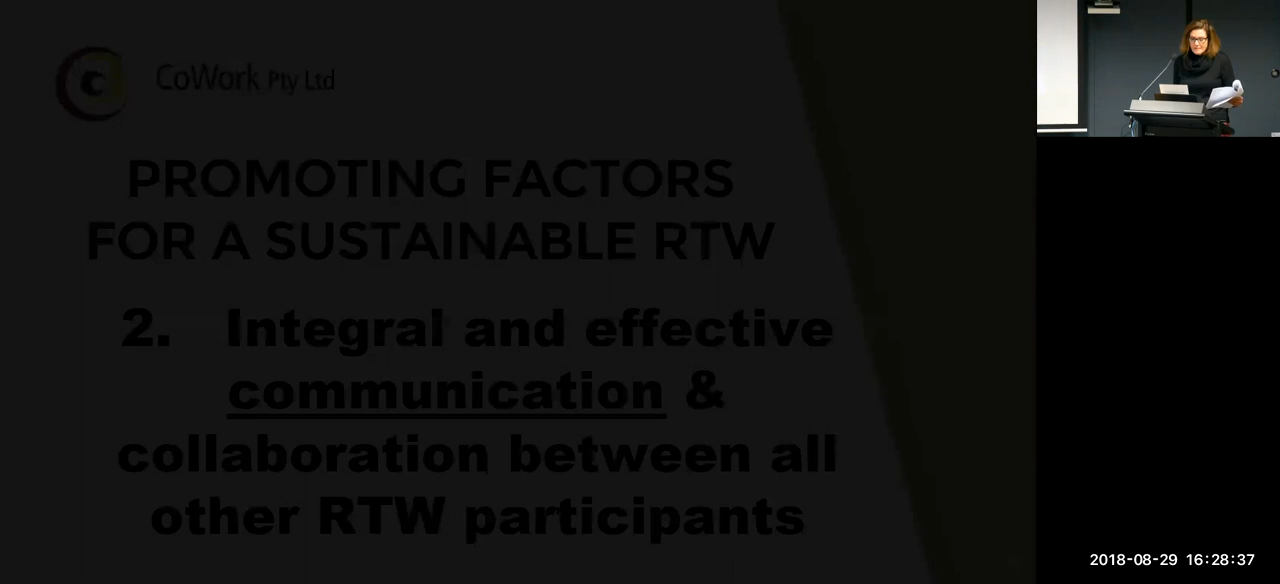 CoWork Pty Ltd
PROMOTING FACTORS
FOR A SUSTAINABLE RTW
2. Integral and effective
communication &
collaboration between all
other RTW participants
2018-08-29 16:28:37